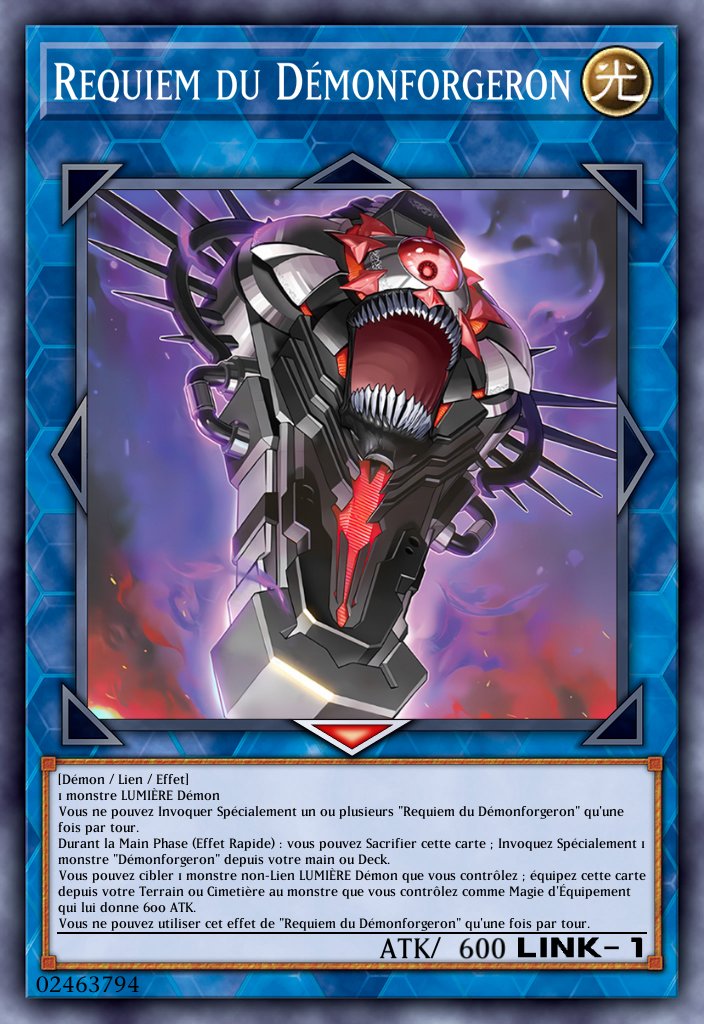 REQUIEM DU DÉMONFORGERON
光
[Démon / Lien / Effet]
1 monstre LUMIÈRE Démon
Vous ne pouvez Invoquer Spécialement un ou plusieurs "Requiem du Démonforgeron" qu'une
fois par tour.
Durant la Main Phase (Effet Rapide) : vous pouvez Sacrifier cette carte ; Invoquez Spécialement 1
monstre "Démonforgeron" depuis votre main ou Deck.
Vous pouvez cibler 1 monstre non-Lien LUMIÈRE Démon que vous contrôlez ; équipez cette carte
depuis votre Terrain ou Cimetière au monstre que vous contrôlez comme Magie d'Équipement
qui lui donne 600 ATK.
Vous ne pouvez utiliser cet effet de "Requiem du Démonforgeron" qu'une fois par tour.
ATK/ 600 LINK-1
02463794